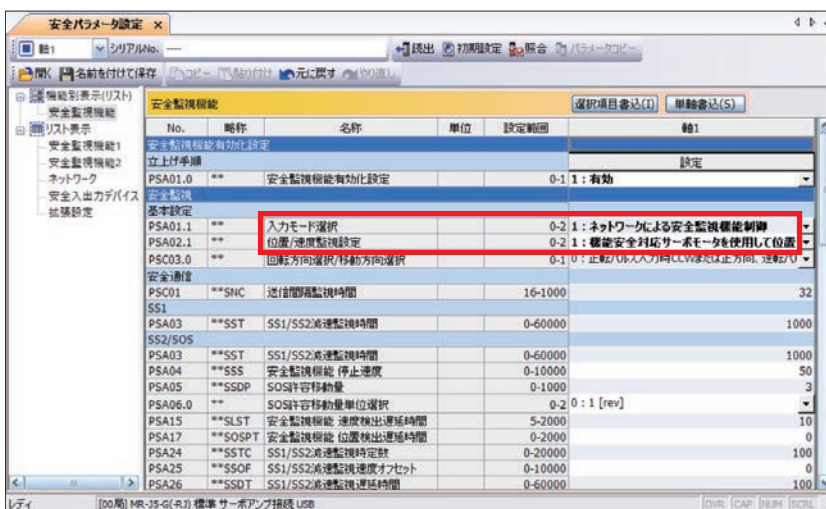 安全パラメータ設定 ×
軸1 シリアルNo. ---- 読出 初期設定 照合 パラメータコピー
開く 名前を付けて保存 コピー 貼り付け 元に戻す やり直し
機能別表示(リスト)
安全監視機能
リスト表示
安全監視機能1
安全監視機能2
ネットワーク
安全入出力デバイス
拡張設定
安全監視機能 選択項目書込(I) 単軸書込(S)
No. 略称 名称 単位 設定範囲 軸1
安全監視機能有効化設定
立上げ手順 設定
PSA01.0 ** 安全監視機能有効化設定 0-1 1:有効
安全監視
基本設定
PSA01.1 ** 入力モード選択 0-2 1:ネットワークによる安全監視機能制御
PSA02.1 ** 位置/速度監視設定 0-2 1:機能安全対応サーボモータを使用して位置
PSC03.0 ** 回転方向選択/移動方向選択 0-1 0:正転パルス入力時CCWまたは正方向、逆転パ
安全通信
PSC01 **SNC 送信間隔監視時間 16-1000 32
SS1
PSA03 **SST SS1/SS2減速監視時間 0-60000 1000
SS2/SOS
PSA03 **SST SS1/SS2減速監視時間 0-60000 1000
PSA04 **SSS 安全監視機能 停止速度 0-10000 50
PSA05 **SSDP SOS許容移動量 0-1000 3
PSA06.0 ** SOS許容移動量単位選択 0-2 0:1 [rev]
PSA15 **SLST 安全監視機能 速度検出遅延時間 5-2000 10
PSA17 **SOSPT 安全監視機能 位置検出遅延時間 0-2000 0
PSA24 **SSTC SS1/SS2減速監視時定数 0-20000 100
PSA25 **SSOF SS1/SS2減速監視速度オフセット 0-10000 0
PSA26 **SSDT SS1/SS2減速監視遅延時間 0-60000 100
レディ [00局] MR-J5-G(-RJ) 標準 サーボアンプ接続 USB OVR CAP NUM SCRL